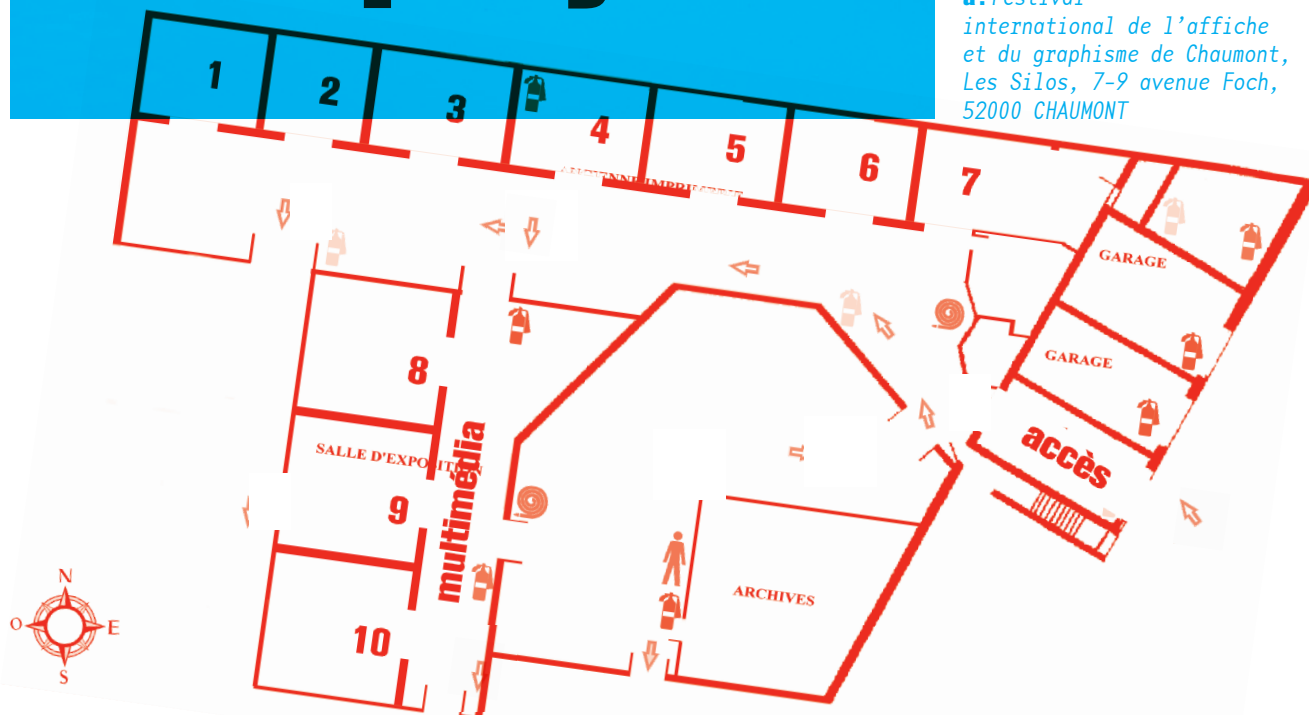 international de l'affiche
et du graphisme de Chaumont,
Les Silos, 7-9 avenue Foch,
52000 CHAUMONT
1
2
3
4
5
6
7
GARAGE
GARAGE
accès
8
SALLE D'EXPOSITION
9
multimédia
10
ARCHIVES
N
O
E
S